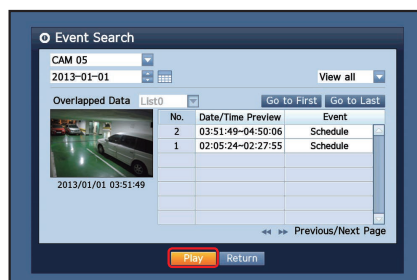 Event Search
CAM 05
2013-01-01
View all
Overlapped Data List0 Go to First Go to Last
No. Date/Time Preview Event
2 03:51:49~04:50:06 Schedule
1 02:05:24~02:27:55 Schedule
2013/01/01 03:51:49
Previous/Next Page
Play Return